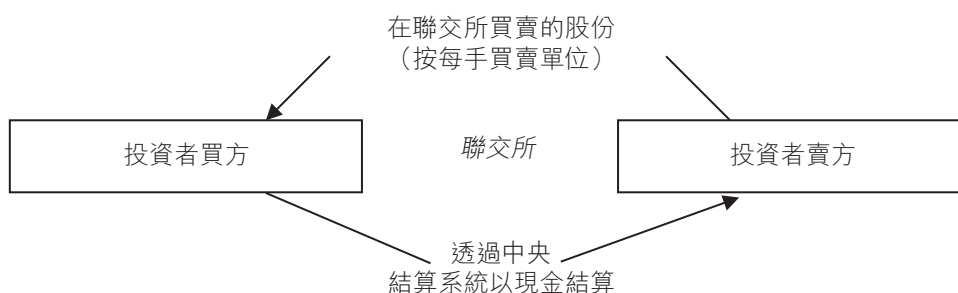 在聯交所買賣的股份
（按每手買賣單位）
投資者買方
聯交所
投資者賣方
透過中央
結算系統以現金結算